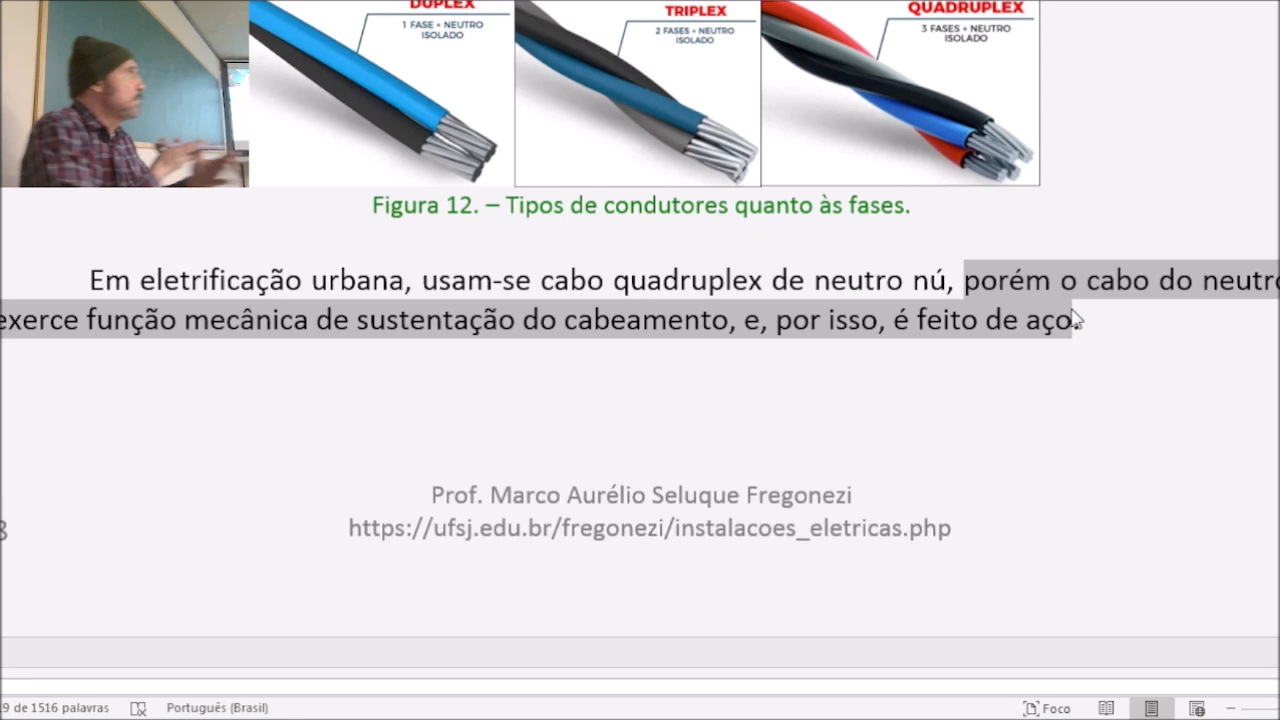 DUPLEX
1 FASE + NEUTRO
ISOLADO
TRIPLEX
2 FASES + NEUTRO
ISOLADO
QUADRUPLEX
3 FASES + NEUTRO
ISOLADO
Figura 12. – Tipos de condutores quanto às fases.
Em eletrificação urbana, usam-se cabo quadruplex de neutro nú, porém o cabo do neutro
exerce função mecânica de sustentação do cabeamento, e, por isso, é feito de aço.
Prof. Marco Aurélio Seluque Fregonezi
https://ufsj.edu.br/fregonezi/instalacoes_eletricas.php
9 de 1516 palavras
Português (Brasil)
Foco